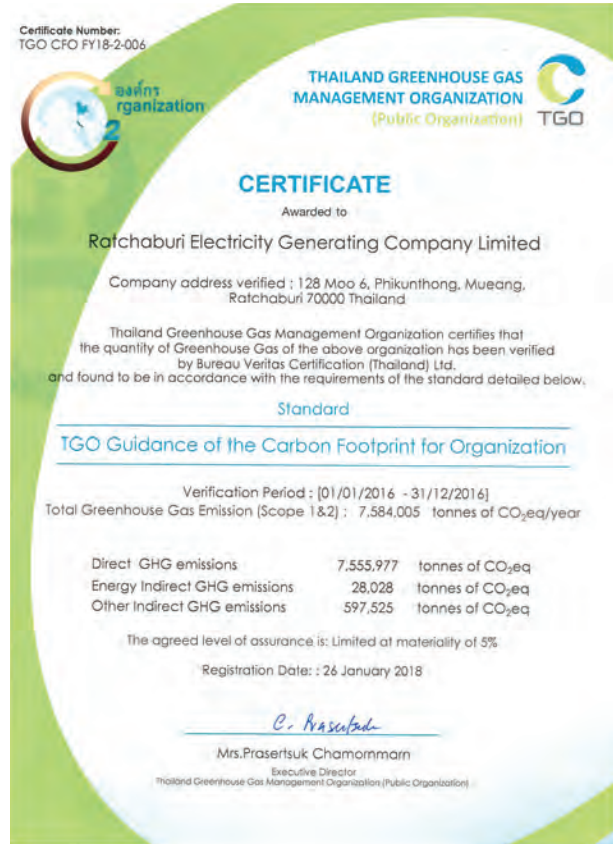 Certificate Number:
TGO CFO FY18-2-006
องค์กร
rganization
2
THAILAND GREENHOUSE GAS
MANAGEMENT ORGANIZATION
(Public Organization)
TGO
CERTIFICATE
Awarded to
Ratchaburi Electricity Generating Company Limited
Company address verified : 128 Moo 6, Phikunthong, Mueang,
Ratchaburi 70000 Thailand
Thailand Greenhouse Gas Management Organization certifies that
the quantity of Greenhouse Gas of the above organization has been verified
by Bureau Veritas Certification (Thailand) Ltd.
and found to be in accordance with the requirements of the standard detailed below.
Standard
TGO Guidance of the Carbon Footprint for Organization
Verification Period : [01/01/2016 - 31/12/2016]
Total Greenhouse Gas Emission (Scope 1&2) : 7,584,005 tonnes of CO₂eq/year
Direct GHG emissions 7,555,977 tonnes of CO₂eq
Energy Indirect GHG emissions 28,028 tonnes of CO₂eq
Other Indirect GHG emissions 597,525 tonnes of CO₂eq
The agreed level of assurance is: Limited at materiality of 5%
Registration Date: : 26 January 2018
Mrs.Prasertsuk Chamornmarn
Executive Director
Thailand Greenhouse Gas Management Organization (Public Organization)